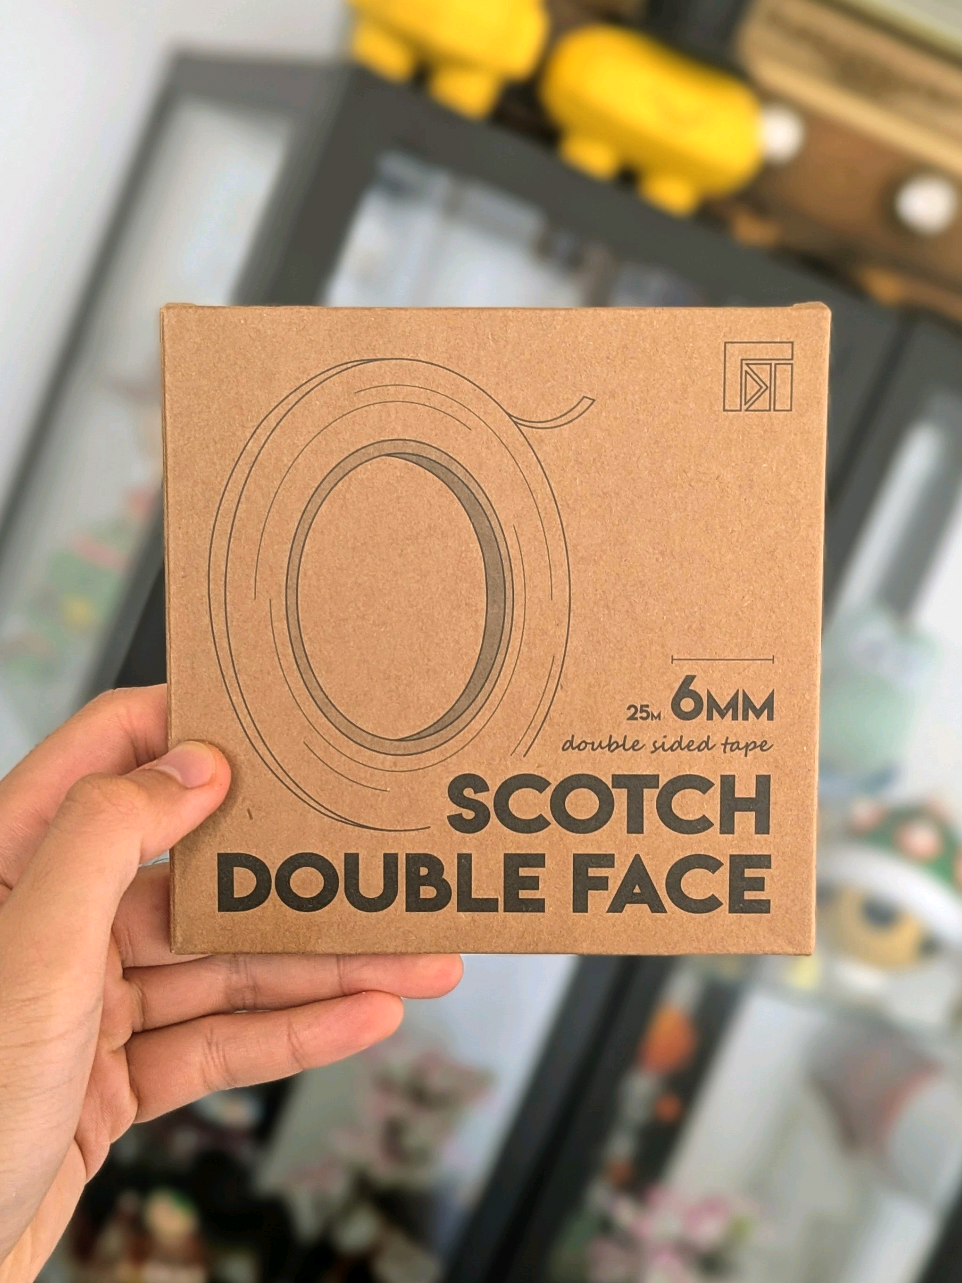 25M 6MM
double sided tape
SCOTCH
DOUBLE FACE